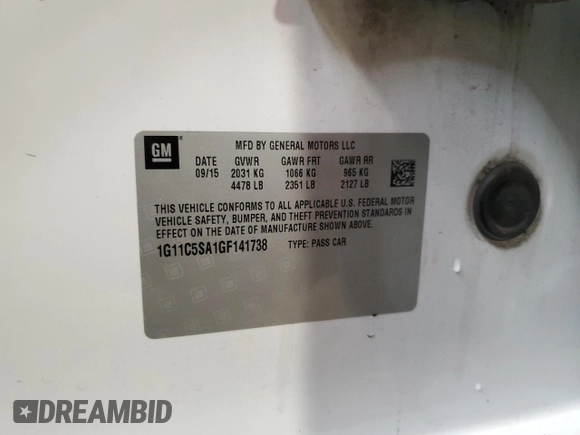 GM
MFD BY GENERAL MOTORS LLC
DATE GVWR GAWR FRT GAWR RR
09/15 2031 KG 1066 KG 965 KG
4478 LB 2351 LB 2127 LB
THIS VEHICLE CONFORMS TO ALL APPLICABLE U.S. FEDERAL MOTOR
VEHICLE SAFETY, BUMPER, AND THEFT PREVENTION STANDARDS IN
EFFECT ON THE DATE OF MANUFACTURE SHOWN ABOVE.
1G11C5SA1GF141738 TYPE: PASS CAR
DREAMBID